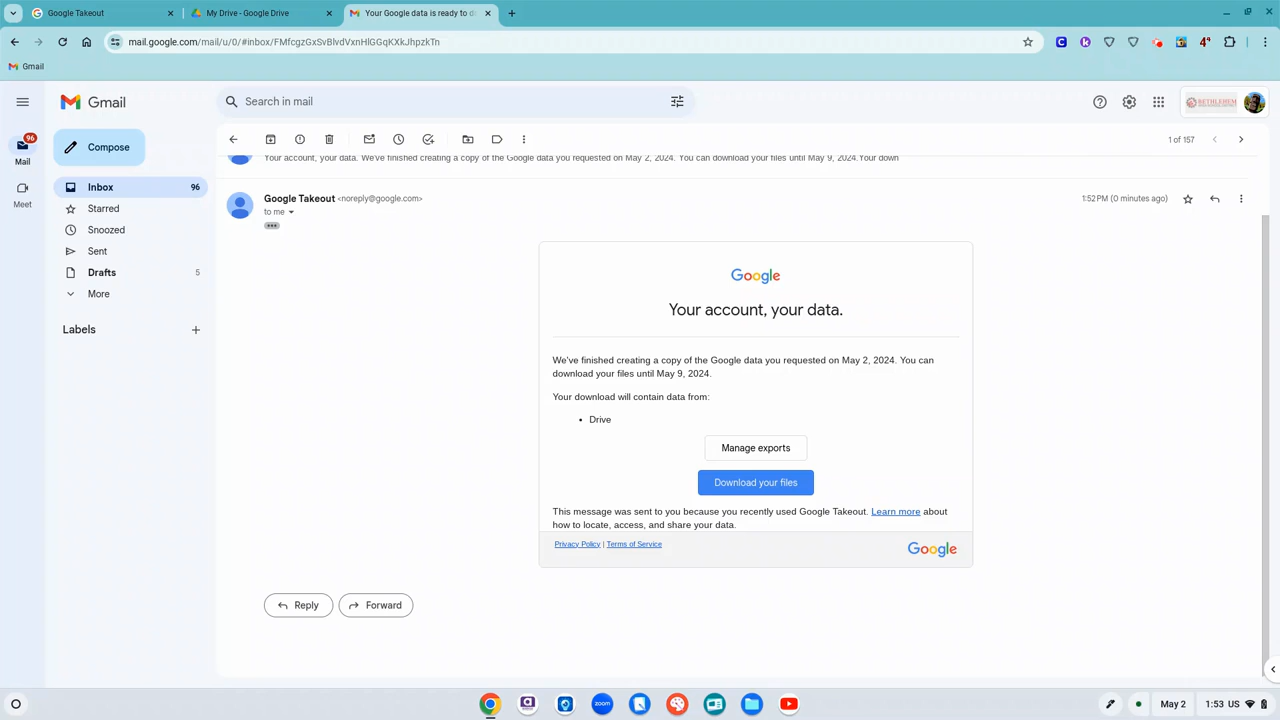 Google Takeout
My Drive - Google Drive
Your Google data is ready to d
mail.google.com/mail/u/0/#inbox/FMfcgzGxSvBlvdVxnHlGGqKXkJhpzkTn
Gmail
Gmail
Search in mail
BETHLEHEM
96
Mail
Meet
Compose
Inbox 96
Starred
Snoozed
Sent
Drafts 5
More
Labels
1 of 157
Your account, your data. We've finished creating a copy of the Google data you requested on May 2, 2024. You can download your files until May 9, 2024.Your down
Google Takeout <noreply@google.com>
1:52 PM (0 minutes ago)
to me
Google
Your account, your data.
We've finished creating a copy of the Google data you requested on May 2, 2024. You can
download your files until May 9, 2024.
Your download will contain data from:
• Drive
Manage exports
Download your files
This message was sent to you because you recently used Google Takeout. Learn more about
how to locate, access, and share your data.
Privacy Policy | Terms of Service
Google
Reply
Forward
zoom
May 2
1:53 US